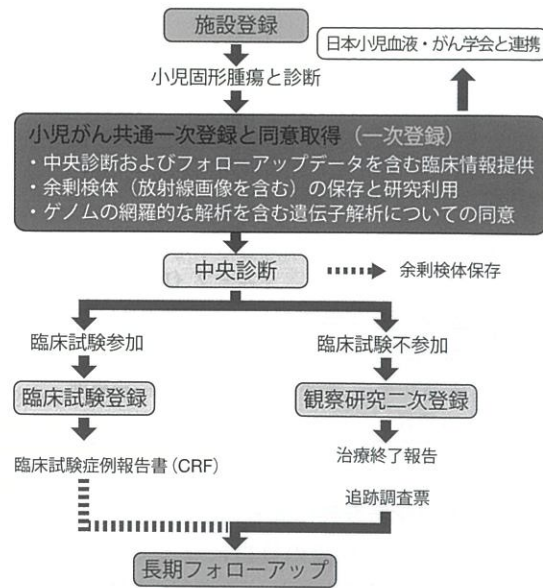 施設登録
日本小児血液・がん学会と連携
小児固形腫瘍と診断
小児がん共通一次登録と同意取得（一次登録）
・中央診断およびフォローアップデータを含む臨床情報提供
・余剰検体（放射線画像を含む）の保存と研究利用
・ゲノムの網羅的な解析を含む遺伝子解析についての同意
中央診断
余剰検体保存
臨床試験参加
臨床試験不参加
臨床試験登録
観察研究二次登録
臨床試験症例報告書（CRF）
治療終了報告
追跡調査票
長期フォローアップ